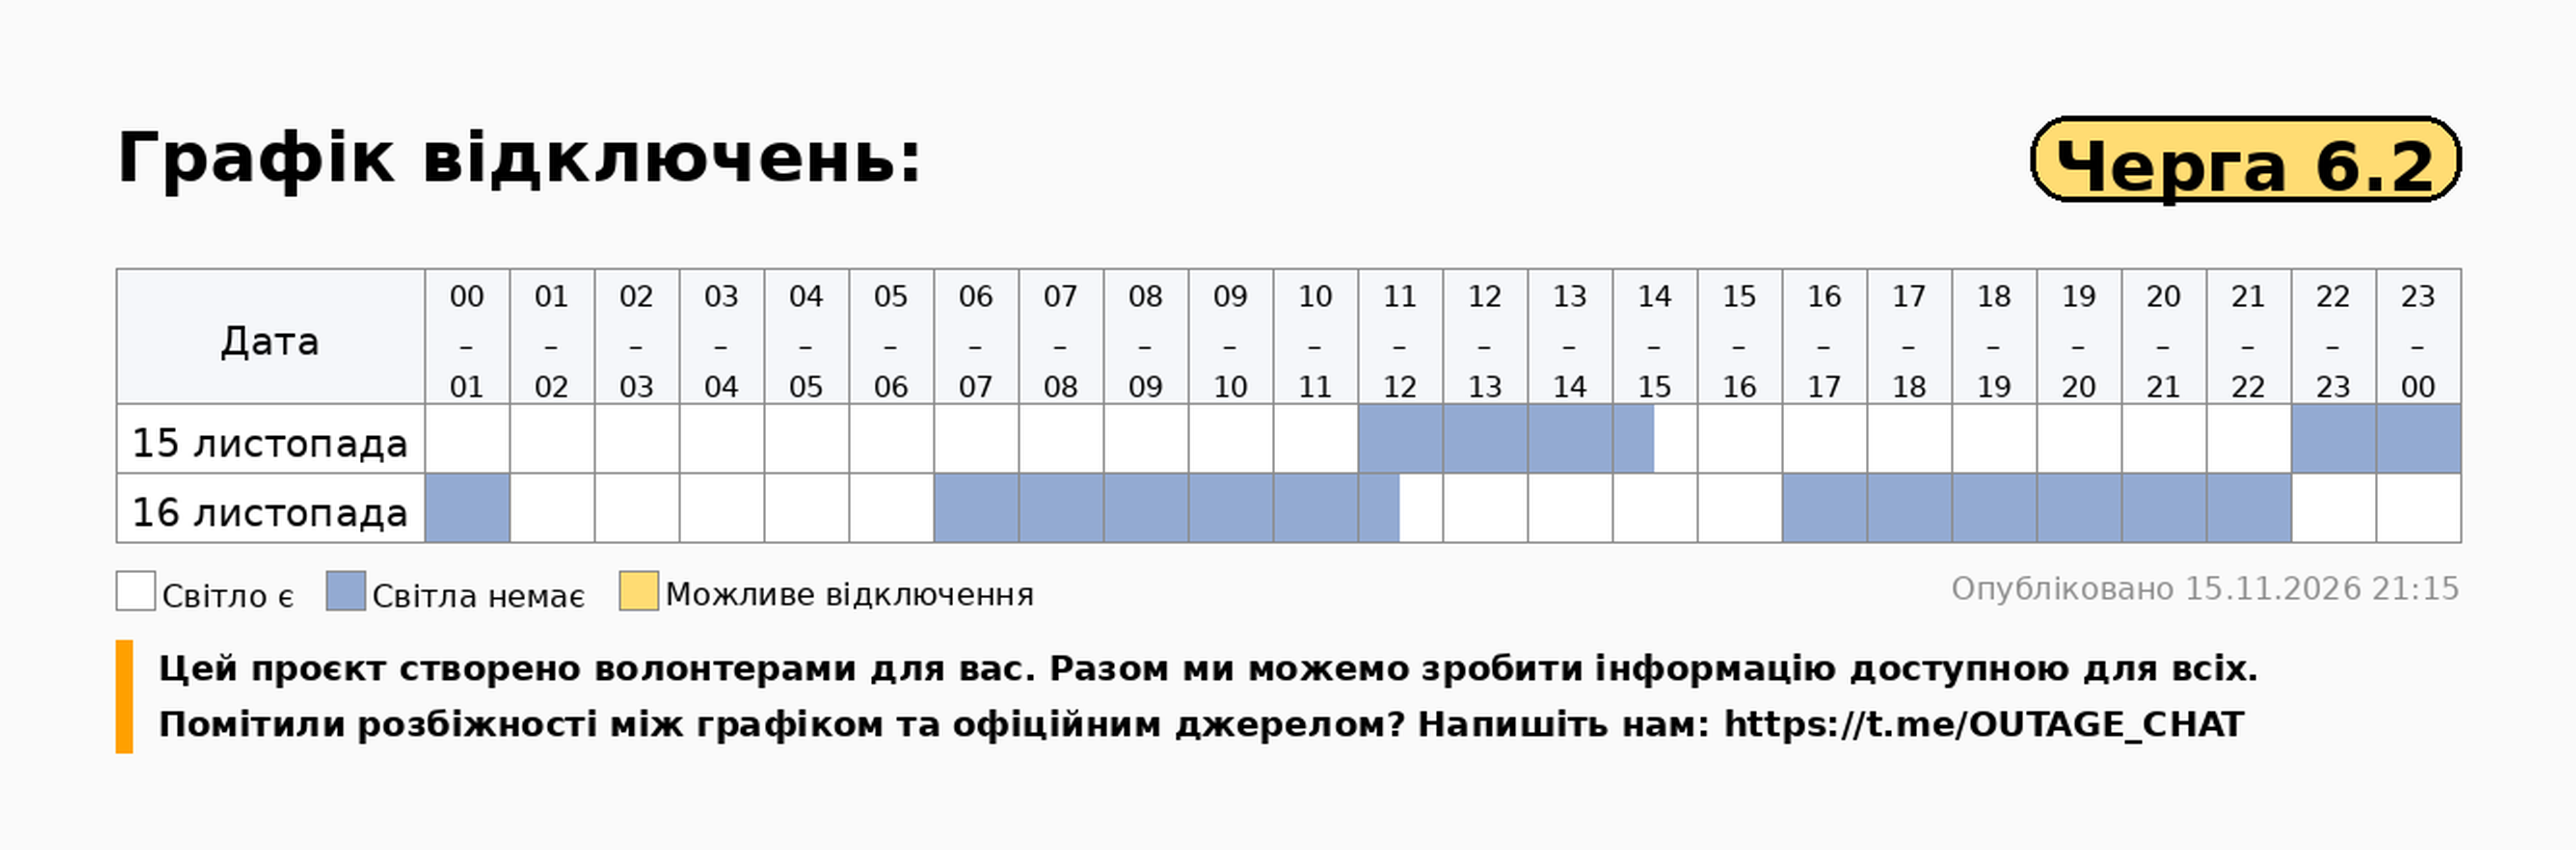 Графік відключень:
Черга 6.2
Дата
00 – 01
01 – 02
02 – 03
03 – 04
04 – 05
05 – 06
06 – 07
07 – 08
08 – 09
09 – 10
10 – 11
11 – 12
12 – 13
13 – 14
14 – 15
15 – 16
16 – 17
17 – 18
18 – 19
19 – 20
20 – 21
21 – 22
22 – 23
23 – 00
15 листопада
16 листопада
Світло є
Світла немає
Можливе відключення
Опубліковано 15.11.2026 21:15
Цей проєкт створено волонтерами для вас. Разом ми можемо зробити інформацію доступною для всіх.
Помітили розбіжності між графіком та офіційним джерелом? Напишіть нам: https://t.me/OUTAGE_CHAT